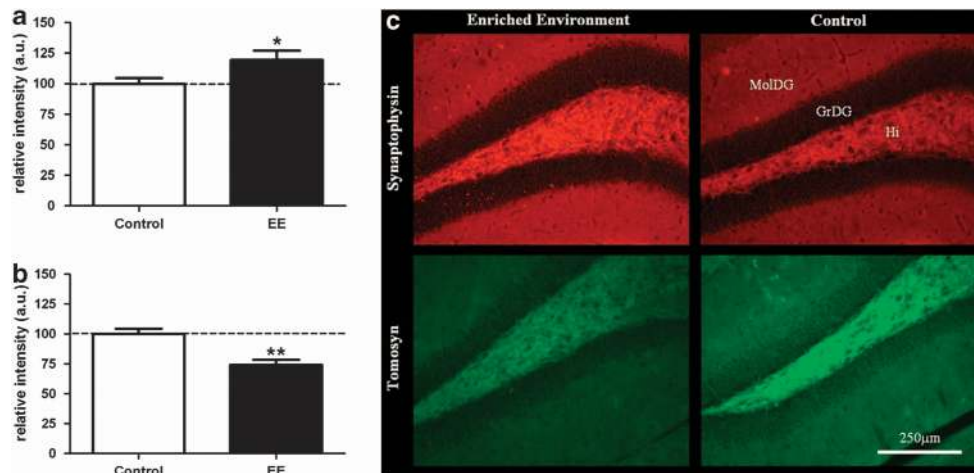 a
relative intensity (a.u.)
150
125
100
75
50
25
0
*
Control
EE
b
relative intensity (a.u.)
150
125
100
75
50
25
0
**
Control
EE
c
Enriched Environment
Control
Synaptophysin
MolDG
GrDG
Hi
Tomosyn
250µm